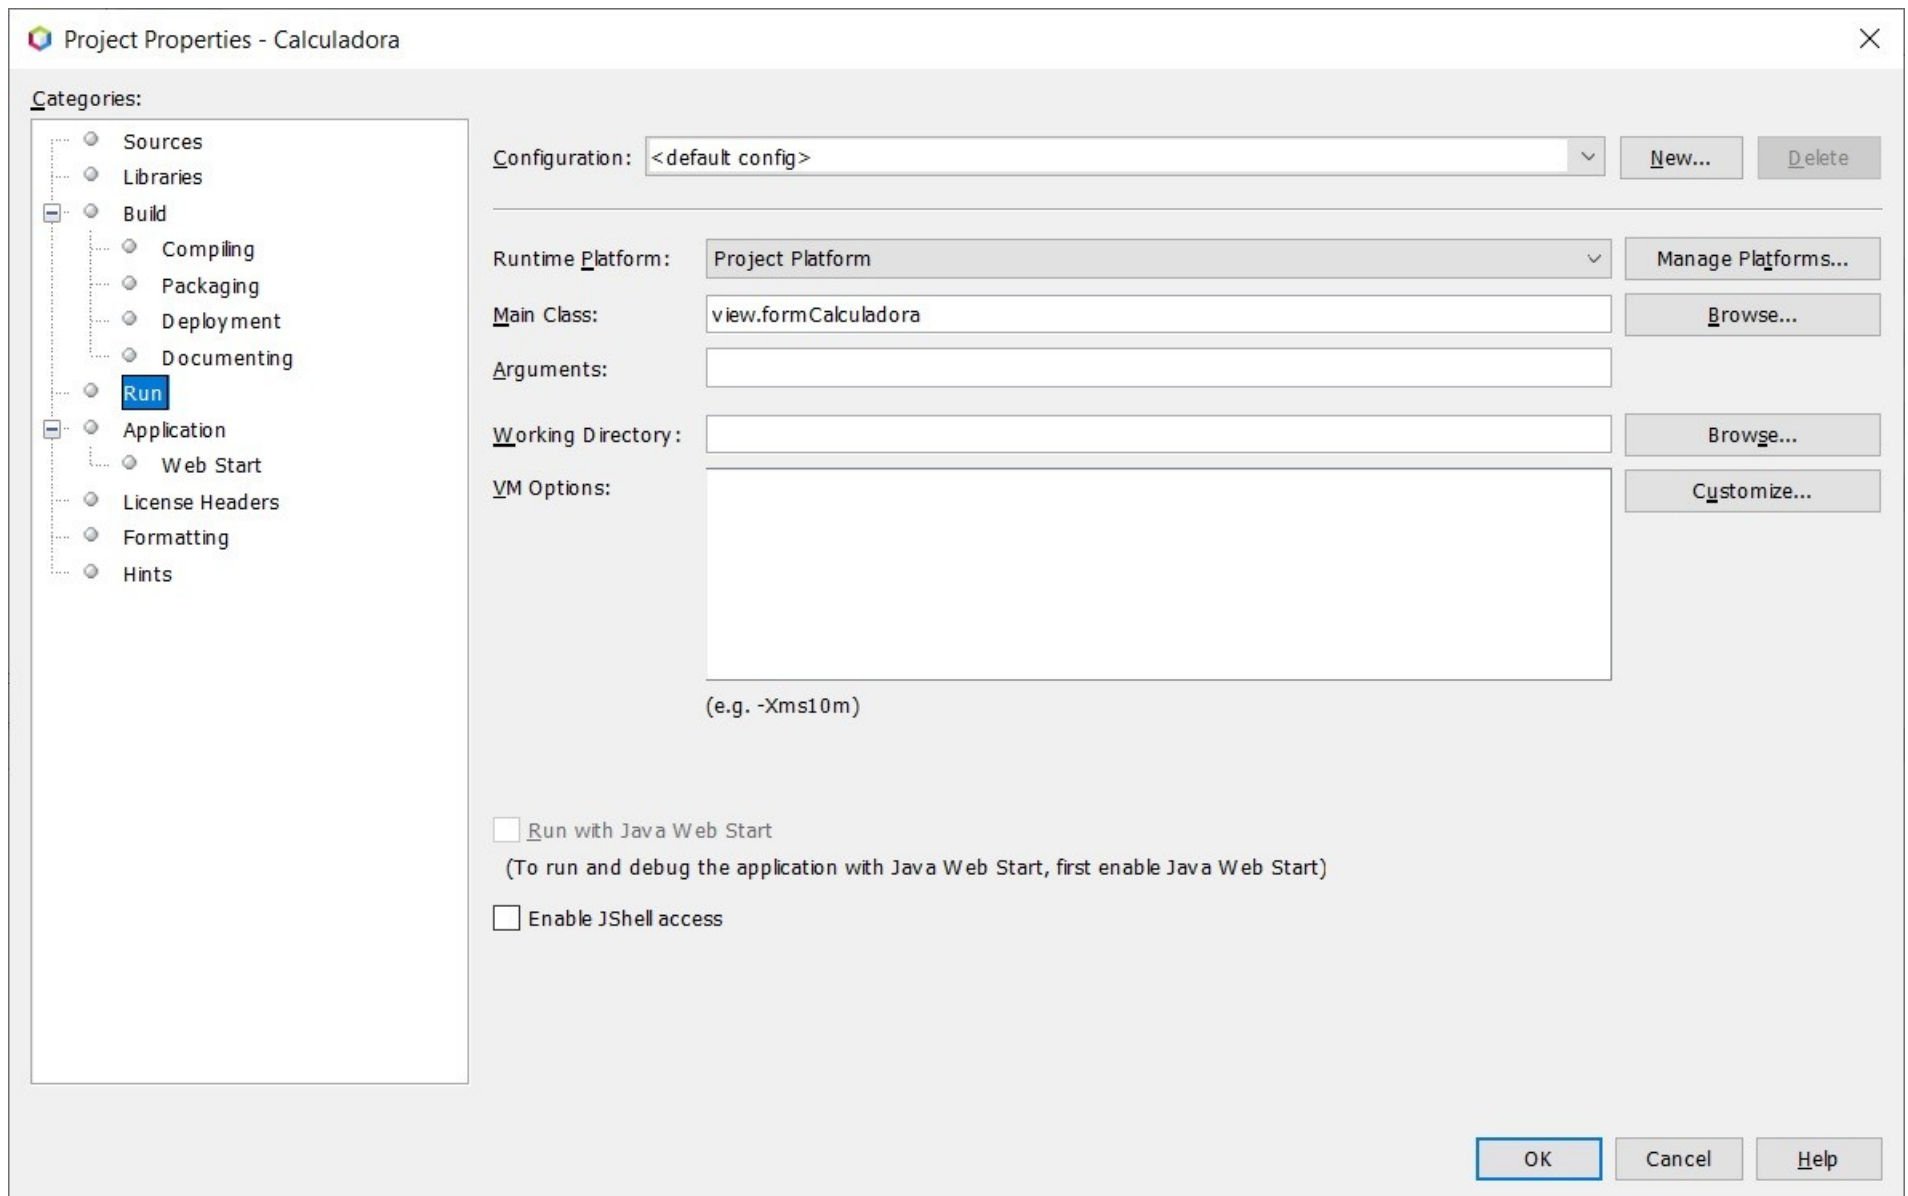 Project Properties - Calculadora
Categories:
Sources
Libraries
Build
Compiling
Packaging
Deployment
Documenting
Run
Application
Web Start
License Headers
Formatting
Hints
Configuration: <default config> New... Delete
Runtime Platform: Project Platform Manage Platforms...
Main Class: view.formCalculadora Browse...
Arguments:
Working Directory: Browse...
VM Options: Customize...
(e.g. -Xms10m)
Run with Java Web Start
(To run and debug the application with Java Web Start, first enable Java Web Start)
Enable JShell access
OK Cancel Help